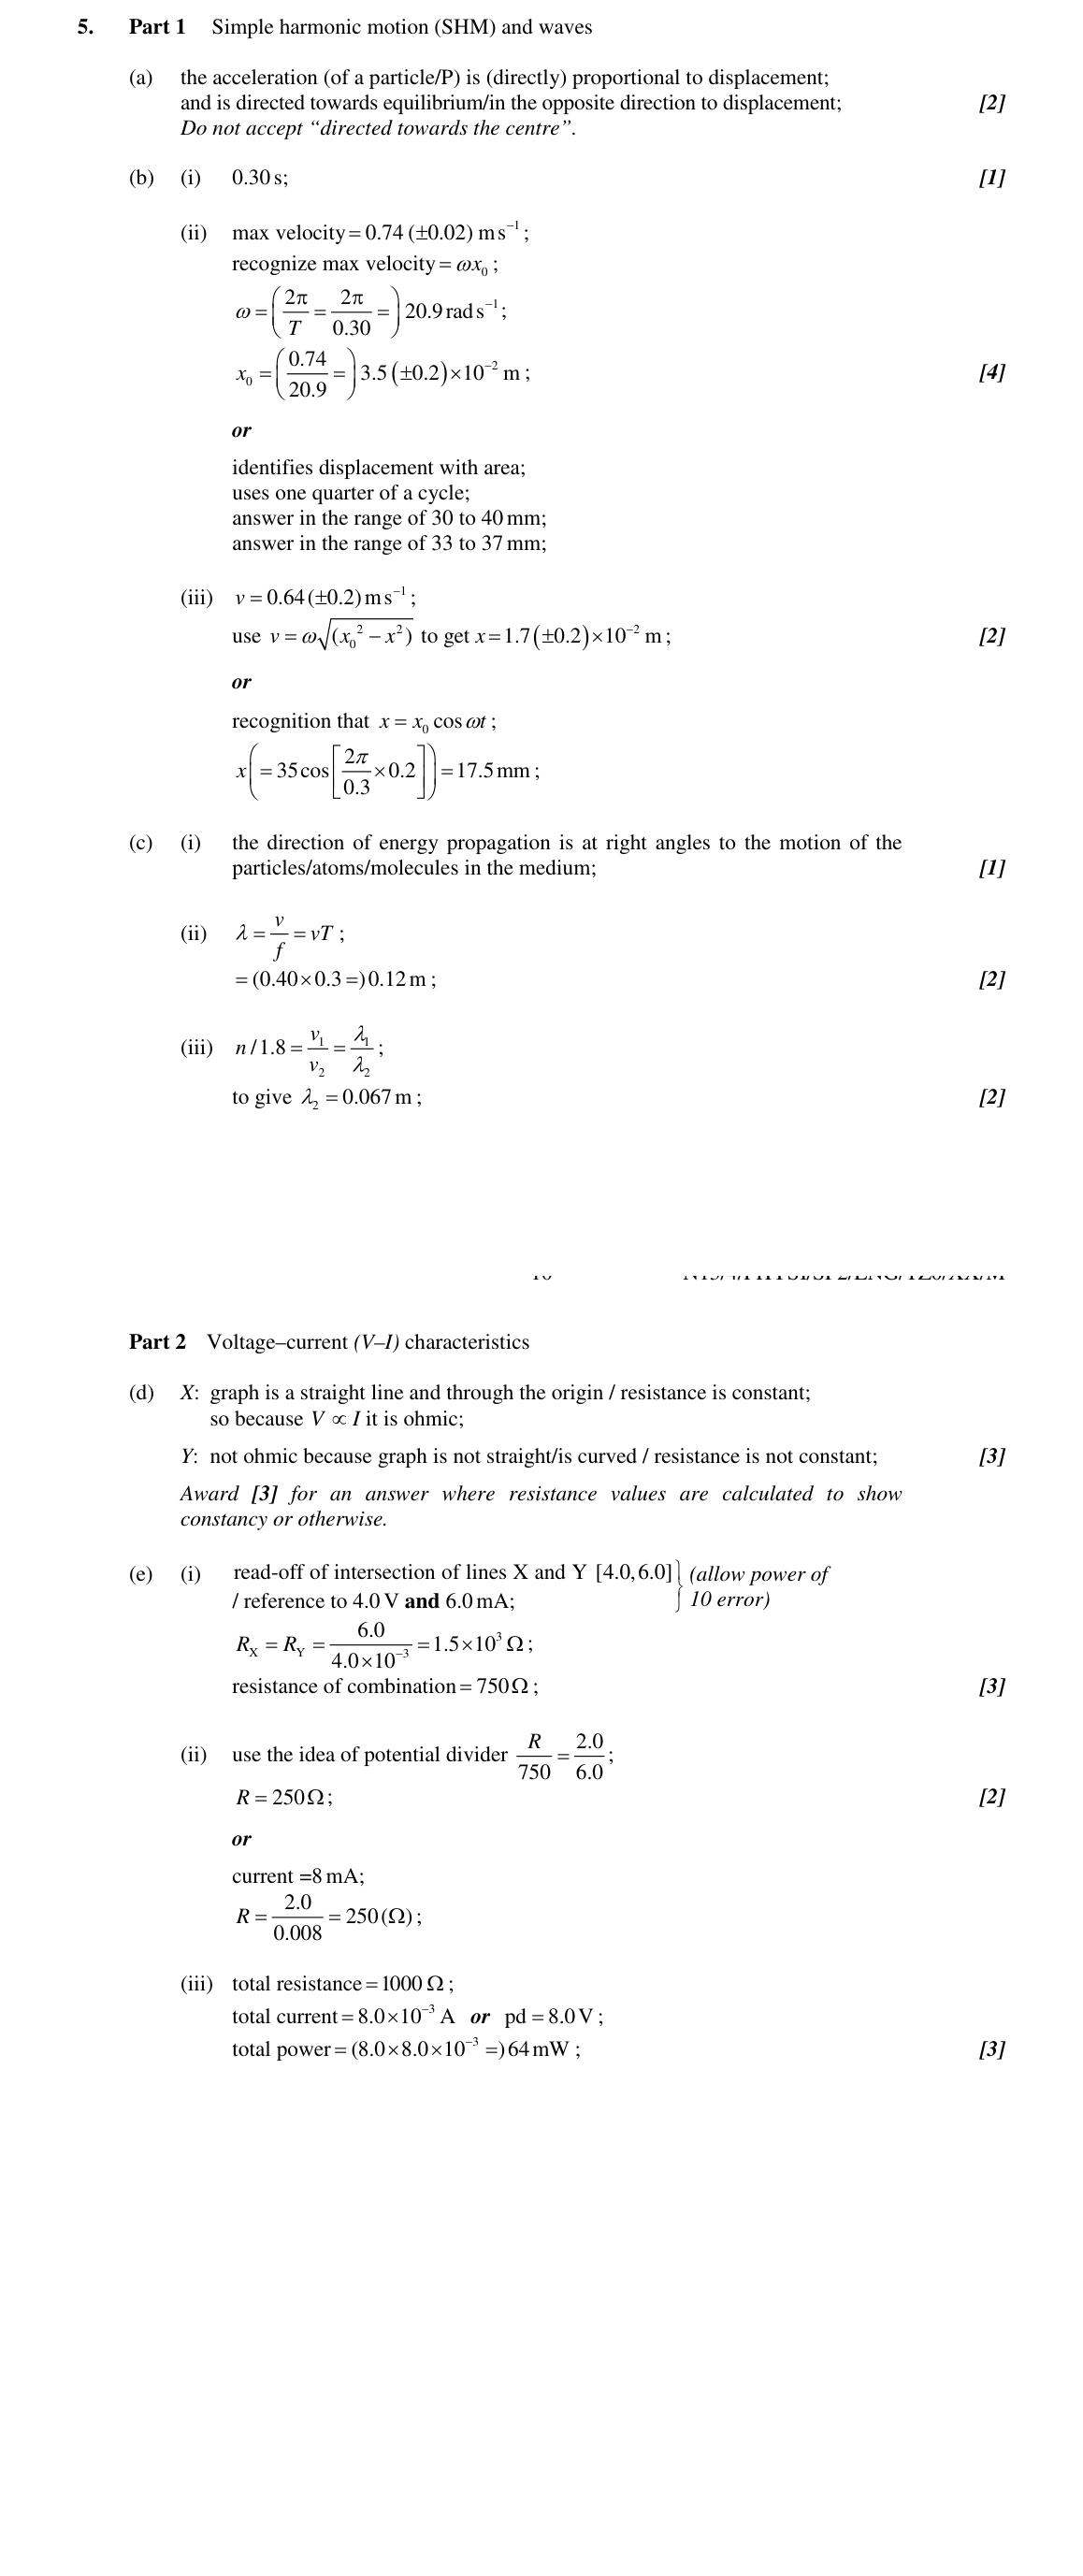 5. Part 1 Simple harmonic motion (SHM) and waves
(a) the acceleration (of a particle/P) is (directly) proportional to displacement;
and is directed towards equilibrium/in the opposite direction to displacement; [2]
Do not accept “directed towards the centre”.
(b) (i) 0.30 s; [1]
(ii) max velocity = 0.74 (±0.02) m s⁻¹ ;
recognize max velocity = ωx₀ ;
ω = (2π/T = 2π/0.30 =) 20.9 rad s⁻¹ ;
x₀ = (0.74/20.9 =) 3.5 (±0.2) × 10⁻² m ; [4]
or
identifies displacement with area;
uses one quarter of a cycle;
answer in the range of 30 to 40 mm;
answer in the range of 33 to 37 mm;
(iii) v = 0.64 (±0.2) m s⁻¹ ;
use v = ω√(x₀² − x²) to get x = 1.7 (±0.2) × 10⁻² m ; [2]
or
recognition that x = x₀ cos ωt ;
x(= 35 cos[2π/0.3 × 0.2]) = 17.5 mm ;
(c) (i) the direction of energy propagation is at right angles to the motion of the
particles/atoms/molecules in the medium; [1]
(ii) λ = v/f = vT ;
= (0.40 × 0.3 =) 0.12 m ; [2]
(iii) n / 1.8 = v₁/v₂ = λ₁/λ₂ ;
to give λ₂ = 0.067 m ; [2]
Part 2 Voltage–current (V–I) characteristics
(d) X: graph is a straight line and through the origin / resistance is constant;
so because V ∝ I it is ohmic;
Y: not ohmic because graph is not straight/is curved / resistance is not constant; [3]
Award [3] for an answer where resistance values are calculated to show
constancy or otherwise.
(e) (i) read-off of intersection of lines X and Y [4.0, 6.0] } (allow power of
/ reference to 4.0 V and 6.0 mA; 10 error)
R_X = R_Y = 6.0/(4.0×10⁻³) = 1.5×10³ Ω ;
resistance of combination = 750 Ω ; [3]
(ii) use the idea of potential divider R/750 = 2.0/6.0 ;
R = 250 Ω ; [2]
or
current =8 mA;
R = 2.0/0.008 = 250 (Ω) ;
(iii) total resistance = 1000 Ω ;
total current = 8.0×10⁻³ A or pd = 8.0 V ;
total power = (8.0×8.0×10⁻³ =) 64 mW ; [3]